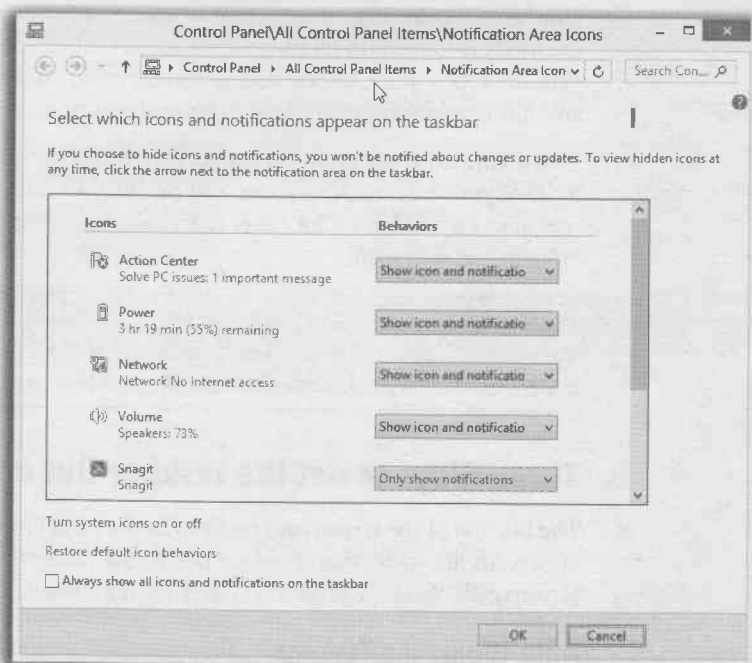 Control Panel\All Control Panel Items\Notification Area Icons
Control Panel ▸ All Control Panel Items ▸ Notification Area Icon
Search Con...
Select which icons and notifications appear on the taskbar
If you choose to hide icons and notifications, you won't be notified about changes or updates. To view hidden icons at
any time, click the arrow next to the notification area on the taskbar.
Icons
Behaviors
Action Center
Solve PC issues: 1 important message
Show icon and notificatio
Power
3 hr 19 min (55%) remaining
Show icon and notificatio
Network
Network No Internet access
Show icon and notificatio
Volume
Speakers: 73%
Show icon and notificatio
Snagit
Snagit
Only show notifications
Turn system icons on or off
Restore default icon behaviors
Always show all icons and notifications on the taskbar
OK
Cancel